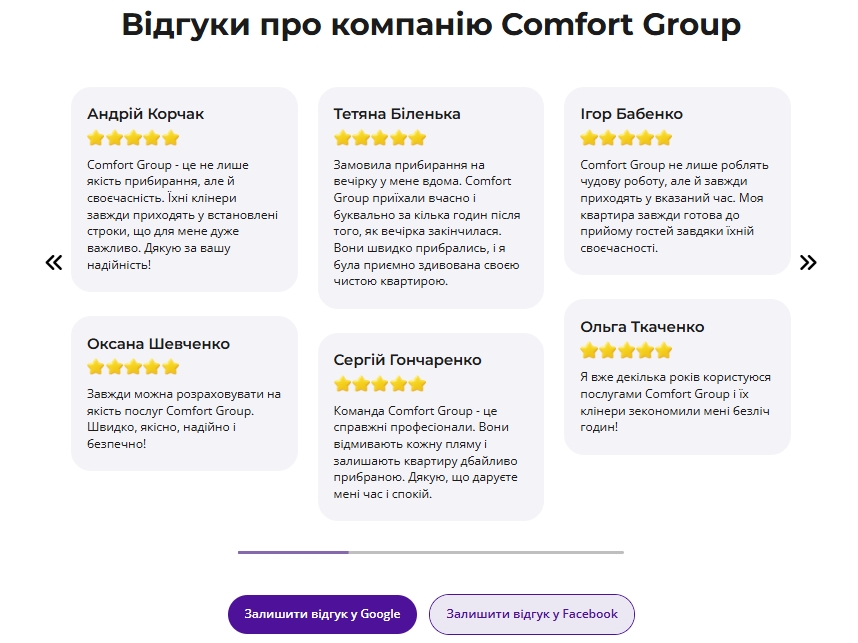 Відгуки про компанію Comfort Group
Андрій Корчак
Comfort Group - це не лише
якість прибирання, але й
своєчасність. Їхні клінери
завжди приходять у встановлені
строки, що для мене дуже
важливо. Дякую за вашу
надійність!
Оксана Шевченко
Завжди можна розраховувати на
якість послуг Comfort Group.
Швидко, якісно, надійно і
безпечно!
Тетяна Біленька
Замовила прибирання на
вечірку у мене вдома. Comfort
Group приїхали вчасно і
буквально за кілька годин після
того, як вечірка закінчилася.
Вони швидко прибрались, і я
була приємно здивована своєю
чистою квартирою.
Сергій Гончаренко
Команда Comfort Group - це
справжні професіонали. Вони
відмивають кожну пляму і
залишають квартиру дбайливо
прибраною. Дякую, що даруєте
мені час і спокій.
Ігор Бабенко
Comfort Group не лише роблять
чудову роботу, але й завжди
приходять у вказаний час. Моя
квартира завжди готова до
прийому гостей завдяки їхній
своєчасності.
Ольга Ткаченко
Я вже декілька років користуюся
послугами Comfort Group і їх
клінери зекономили мені безліч
годин!
Залишити відгук у Google
Залишити відгук у Facebook